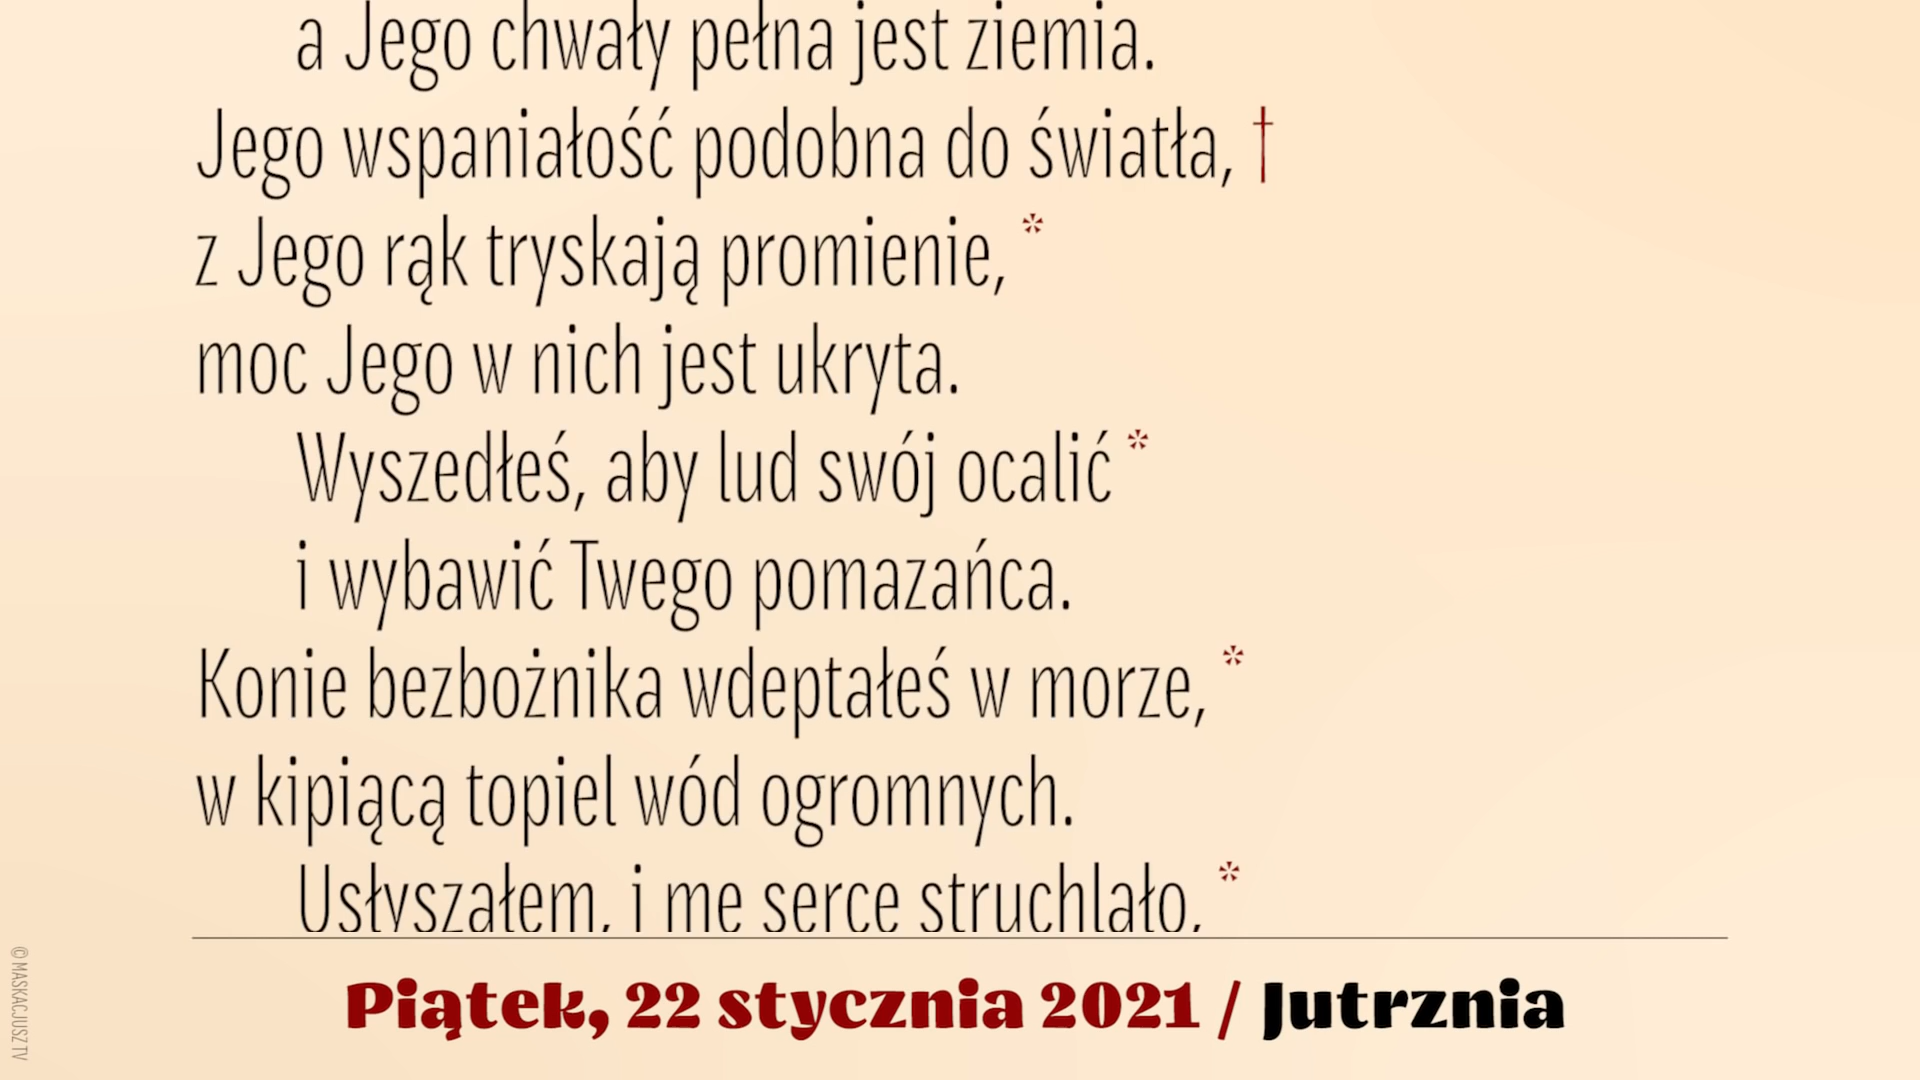 a Jego chwały pełna jest ziemia.
Jego wspaniałość podobna do światła, †
z Jego rąk tryskają promienie, *
moc Jego w nich jest ukryta.
Wyszedłeś, aby lud swój ocalić *
i wybawić Twego pomazańca.
Konie bezbożnika wdeptałeś w morze, *
w kipiącą topiel wód ogromnych.
Usłyszałem, i me serce struchlało, *
Piątek, 22 stycznia 2021 / Jutrznia
© MASKACJUSZ TV